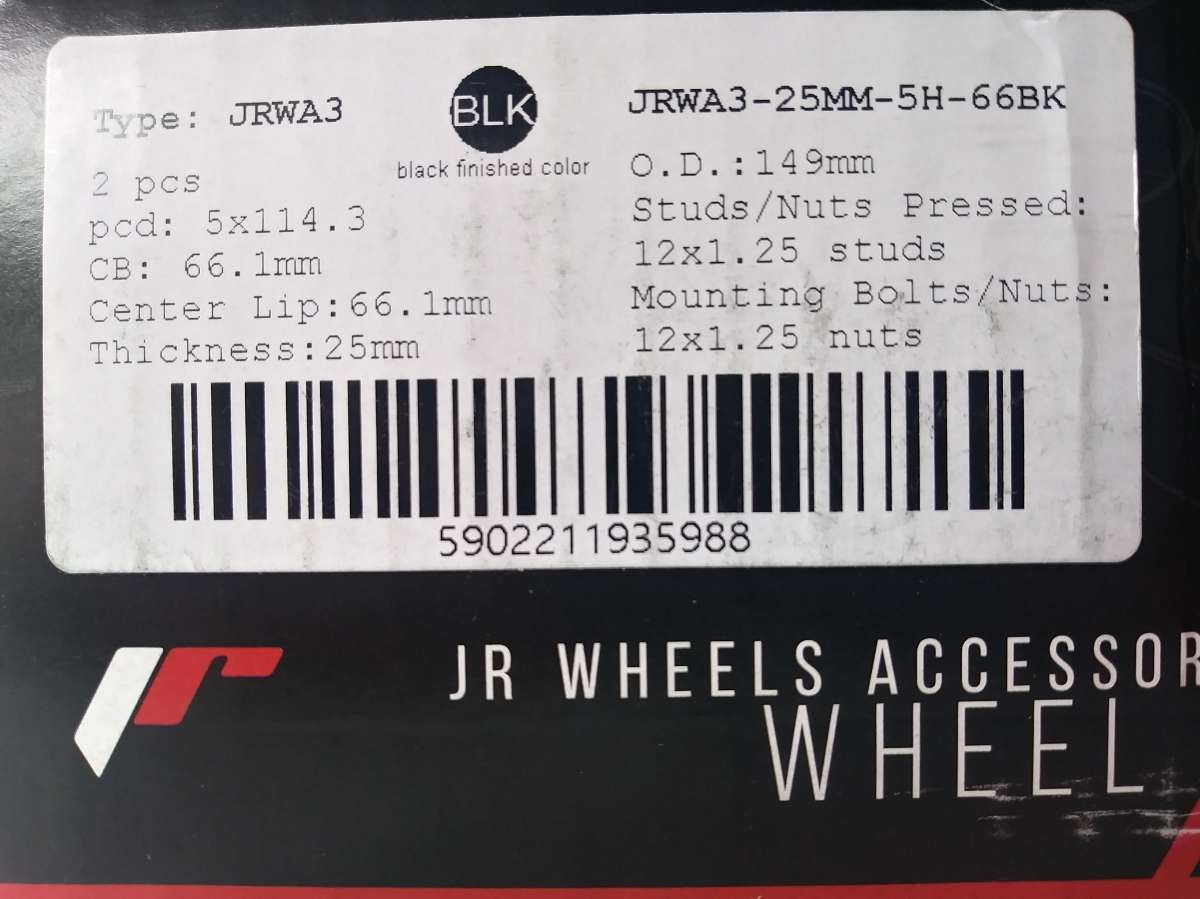 Type: JRWA3
BLK
black finished color
2 pcs
pcd: 5x114.3
CB: 66.1mm
Center Lip:66.1mm
Thickness:25mm
JRWA3-25MM-5H-66BK
O.D.:149mm
Studs/Nuts Pressed:
12x1.25 studs
Mounting Bolts/Nuts:
12x1.25 nuts
5902211935988
jr
JR WHEELS ACCESSOR
WHEEL